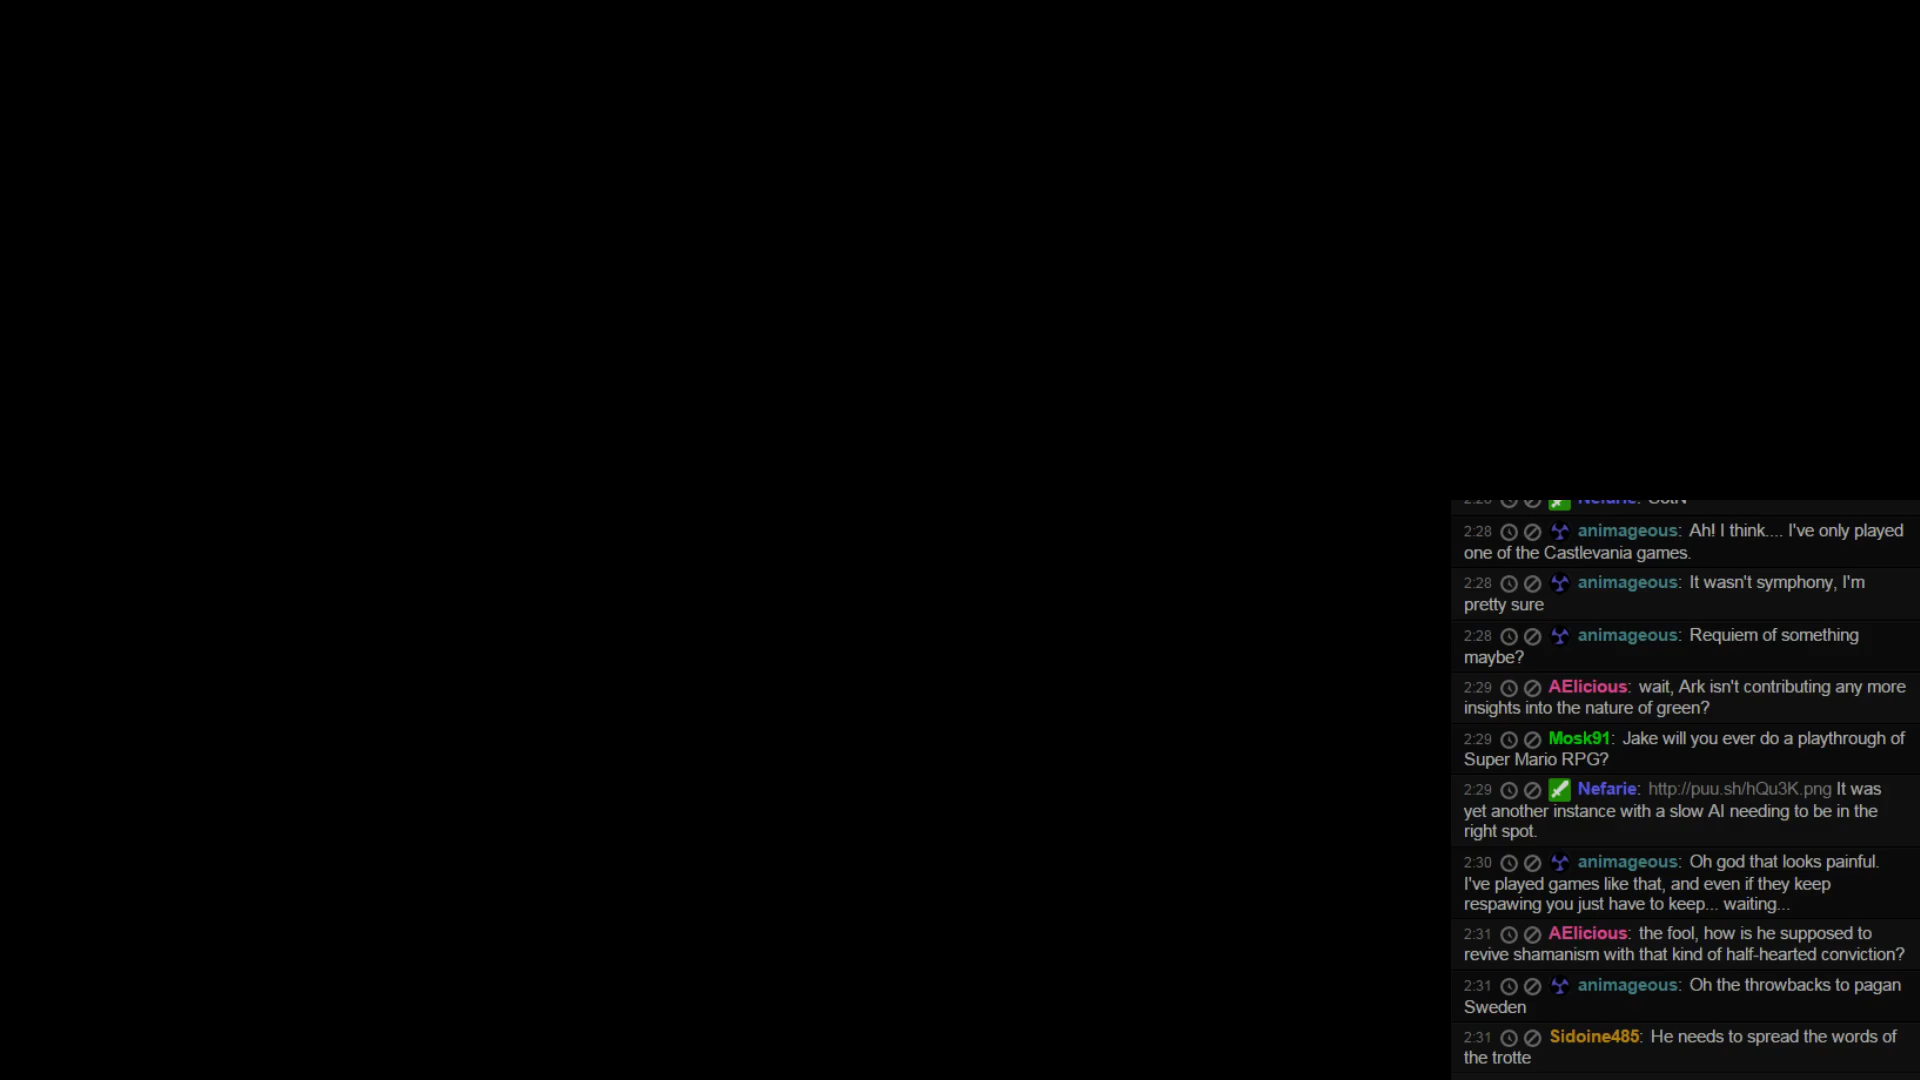 2:28 animageous: Ah! I think.... I've only played
one of the Castlevania games.
2:28 animageous: It wasn't symphony, I'm
pretty sure
2:28 animageous: Requiem of something
maybe?
2:29 AElicious: wait, Ark isn't contributing any more
insights into the nature of green?
2:29 Mosk91: Jake will you ever do a playthrough of
Super Mario RPG?
2:29 Nefarie: http://puu.sh/hQu3K.png It was
yet another instance with a slow AI needing to be in the
right spot.
2:30 animageous: Oh god that looks painful.
I've played games like that, and even if they keep
respawing you just have to keep... waiting...
2:31 AElicious: the fool, how is he supposed to
revive shamanism with that kind of half-hearted conviction?
2:31 animageous: Oh the throwbacks to pagan
Sweden
2:31 Sidoine485: He needs to spread the words of
the trotte